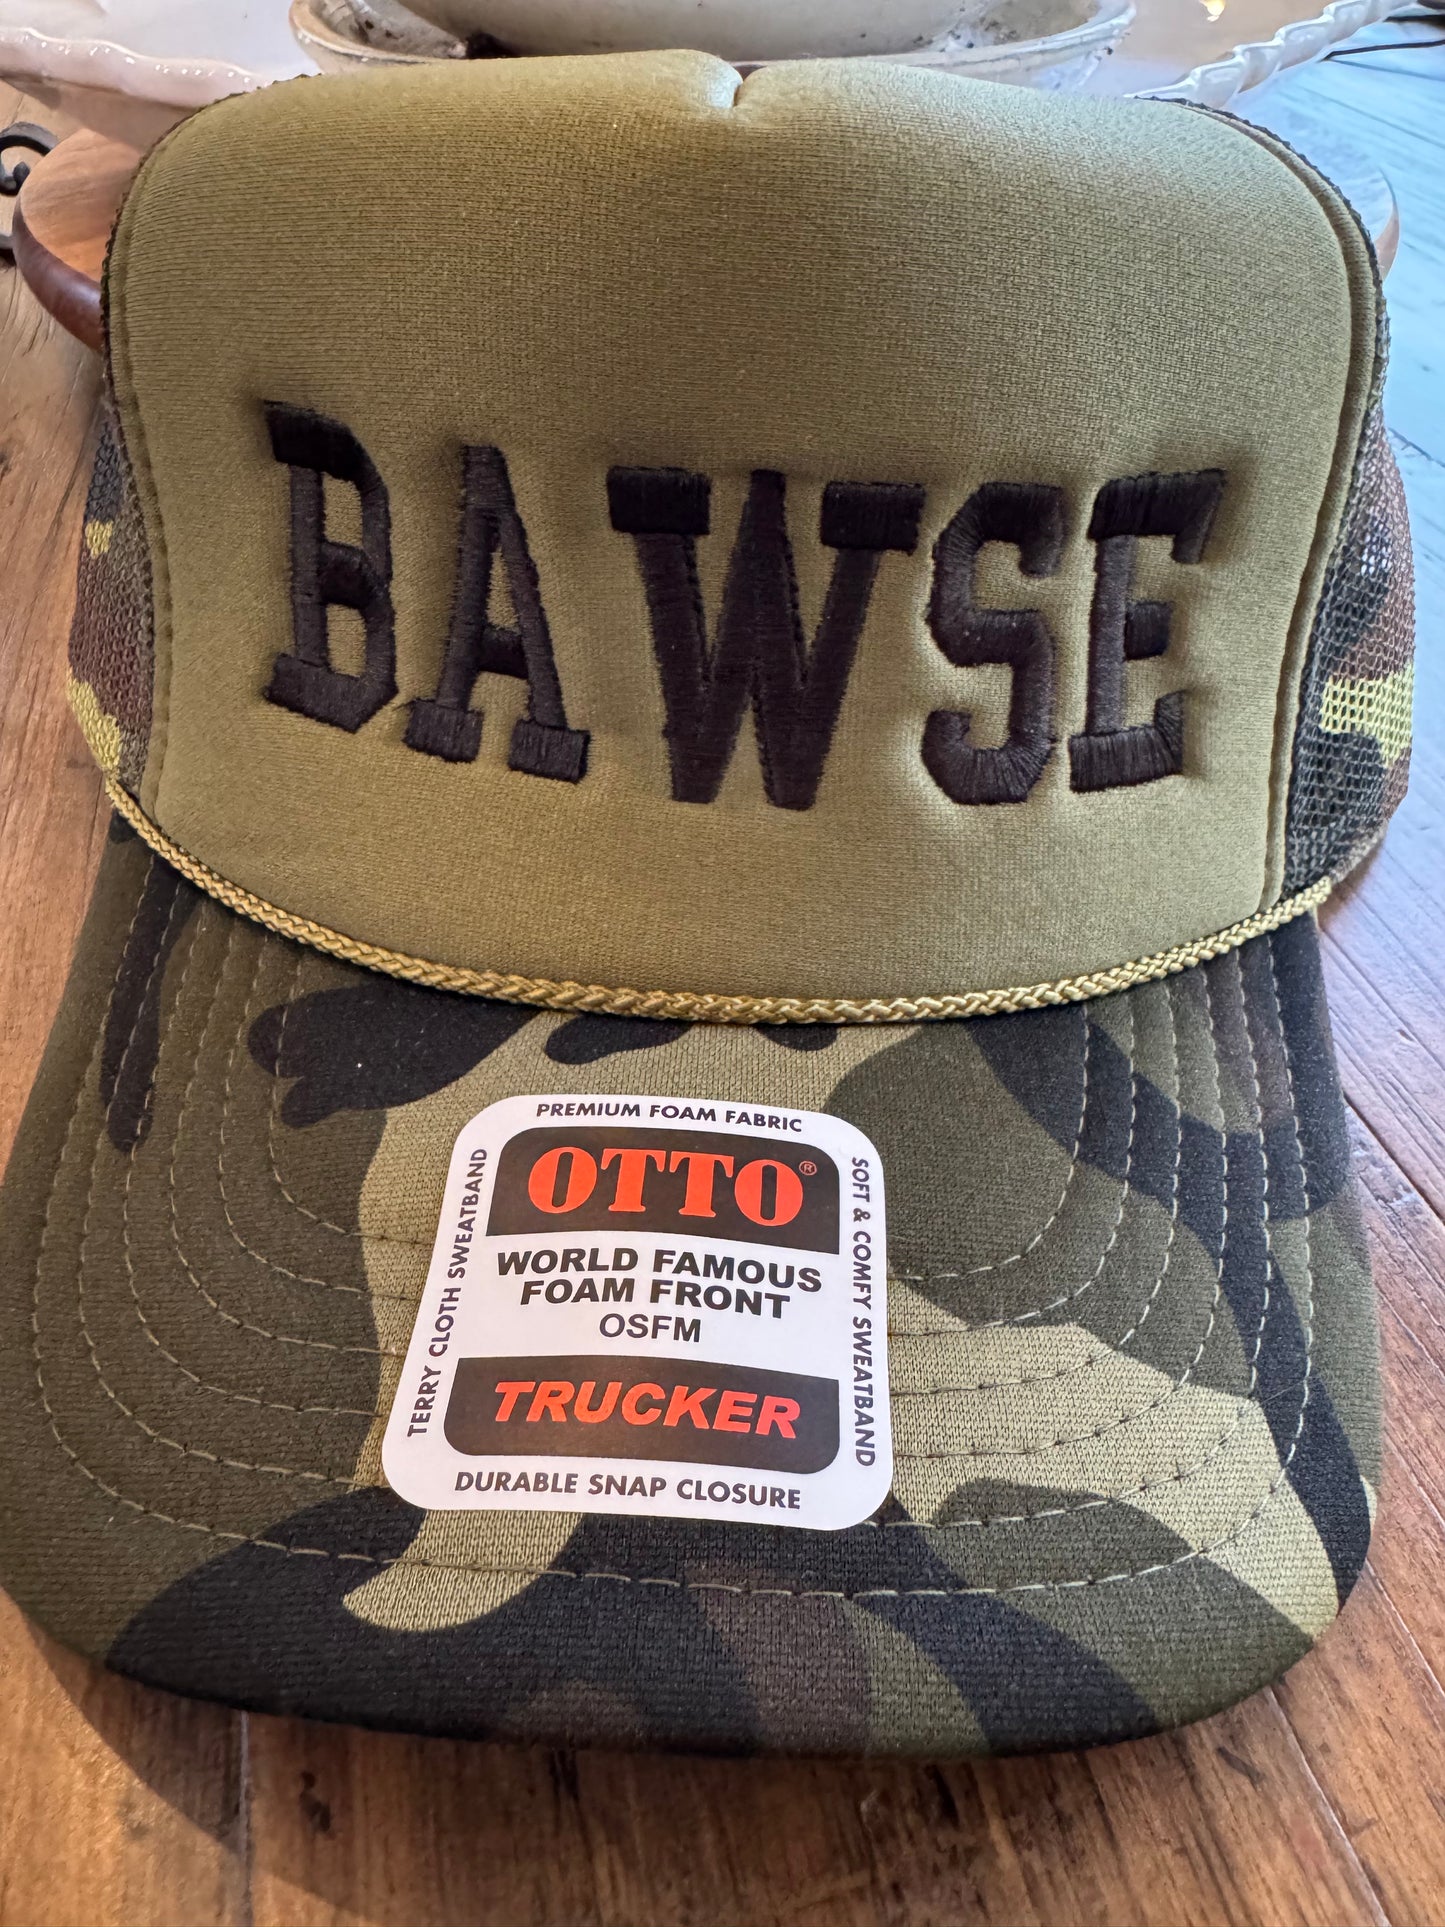 BAWSE
PREMIUM FOAM FABRIC
OTTO®
WORLD FAMOUS
FOAM FRONT
OSFM
TRUCKER
DURABLE SNAP CLOSURE
TERRY CLOTH SWEATBAND
SOFT & COMFY SWEATBAND